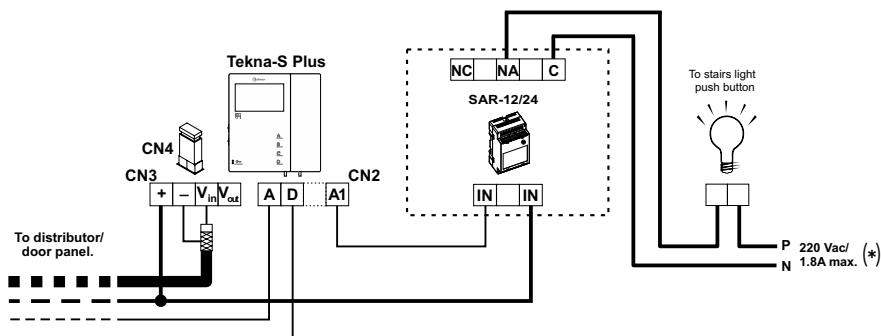 Tekna-S Plus
NC NA C
SAR-12/24
To stairs light
push button
CN4
CN3
CN2
+ – Vin Vout
A D A1
IN IN
A
B
C
D
To distributor/
door panel.
P
N
220 Vac/
1.8A max. (*)